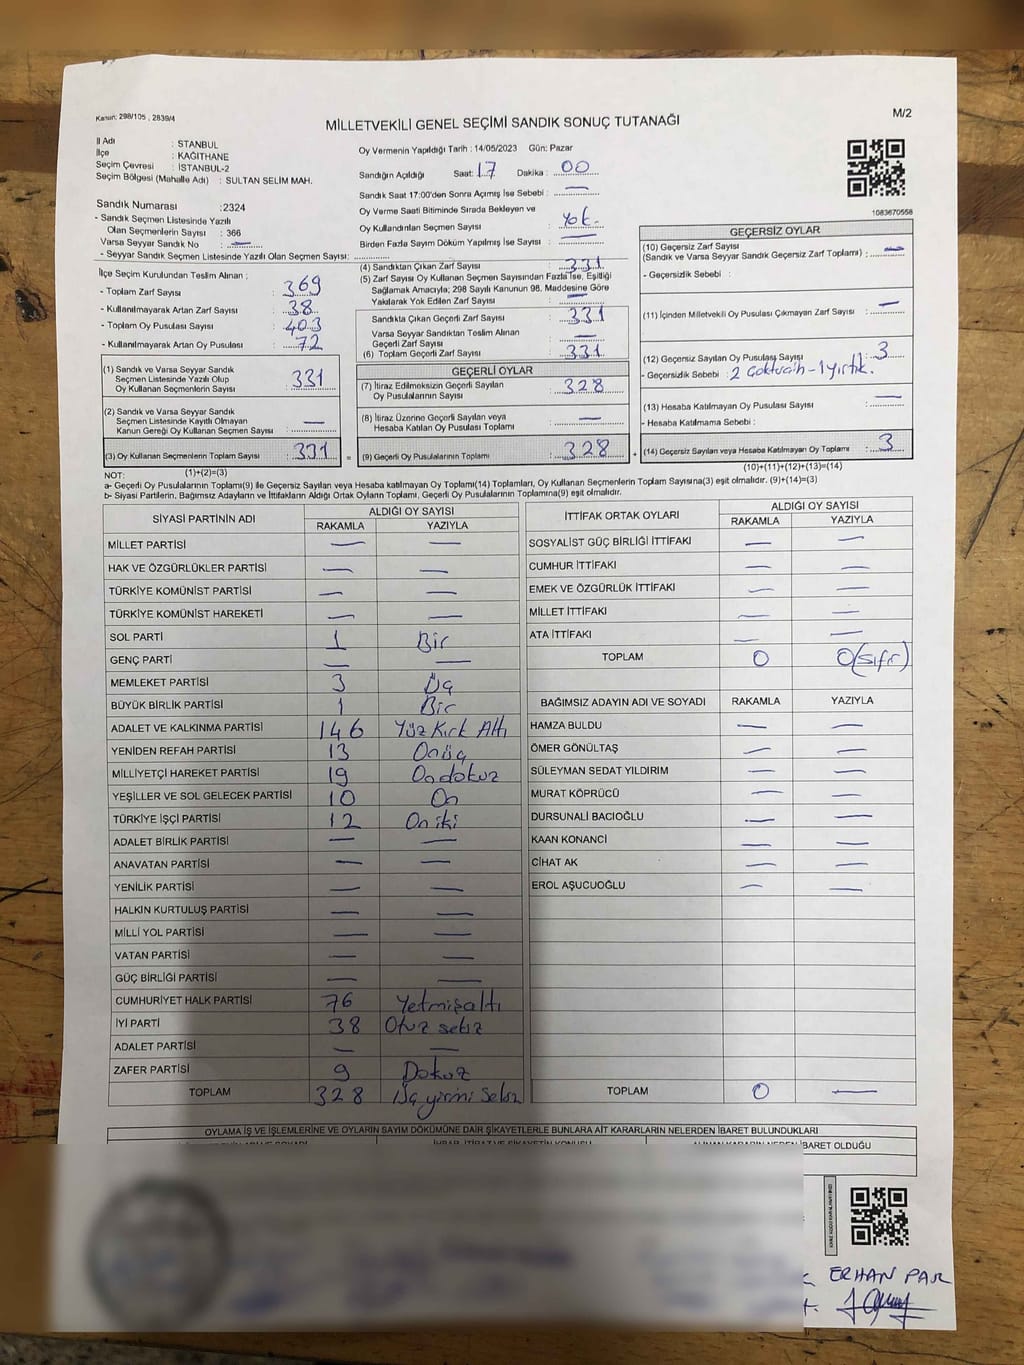 Kanun: 298/105 , 2839/4
M/2
MİLLETVEKİLİ GENEL SEÇİMİ SANDIK SONUÇ TUTANAĞI
İl Adı : STANBUL
İlçe : KAĞITHANE
Seçim Çevresi : İSTANBUL-2
Seçim Bölgesi (Mahalle Adı) : SULTAN SELİM MAH.
Sandık Numarası :2324
- Sandık Seçmen Listesinde Yazılı
Olan Seçmenlerin Sayısı : 366
Varsa Seyyar Sandık No : —
- Seyyar Sandık Seçmen Listesinde Yazılı Olan Seçmen Sayısı:
Oy Vermenin Yapıldığı Tarih : 14/05/2023 Gün: Pazar
Sandığın Açıldığı Saat: 17 Dakika : 00
Sandık Saat 17:00'den Sonra Açımış İse Sebebi : —
Oy Verme Saati Bitiminde Sırada Bekleyen ve
Oy Kullandırılan Seçmen Sayısı : Yok.
Birden Fazla Sayım Döküm Yapılmış İse Sayısı : —
1083670558
İlçe Seçim Kurulundan Teslim Alınan ;
- Toplam Zarf Sayısı : 369
- Kullanılmayarak Artan Zarf Sayısı : 38
- Toplam Oy Pusulası Sayısı : 403
- Kullanılmayarak Artan Oy Pusulası : 72
(1) Sandık ve Varsa Seyyar Sandık
Seçmen Listesinde Yazılı Olup
Oy Kullanan Seçmenlerin Sayısı : 331
(2) Sandık ve Varsa Seyyar Sandık
Seçmen Listesinde Kayıtlı Olmayan
Kanun Gereği Oy Kullanan Seçmen Sayısı : —
(3) Oy Kullanan Seçmenlerin Toplam Sayısı : 331
(4) Sandıktan Çıkan Zarf Sayısı : 331
(5) Zarf Sayısı Oy Kullanan Seçmen Sayısından Fazla İse, Eşitliği
Sağlamak Amacıyla; 298 Sayılı Kanunun 98. Maddesine Göre
Yakılarak Yok Edilen Zarf Sayısı : —
Sandıkta Çıkan Geçerli Zarf Sayısı : 331
Varsa Seyyar Sandıktan Teslim Alınan
Geçerli Zarf Sayısı : —
(6) Toplam Geçerli Zarf Sayısı : 331
GEÇERLİ OYLAR
(7) İtiraz Edilmeksizin Geçerli Sayılan
Oy Pusulalarının Sayısı : 328
(8) İtiraz Üzerine Geçerli Sayılan veya
Hesaba Katılan Oy Pusulası Toplamı : —
= (9) Geçerli Oy Pusulalarının Toplamı : 328
GEÇERSİZ OYLAR
(10) Geçersiz Zarf Sayısı
(Sandık ve Varsa Seyyar Sandık Geçersiz Zarf Toplamı) : —
- Geçersizlik Sebebi :
(11) İçinden Milletvekili Oy Pusulası Çıkmayan Zarf Sayısı : —
(12) Geçersiz Sayılan Oy Pusulası Sayısı : 3
- Geçersizlik Sebebi : 2 Çoktercih - 1 yırtık.
(13) Hesaba Katılmayan Oy Pusulası Sayısı : —
- Hesaba Katılmama Sebebi :
+ (14) Geçersiz Sayılan veya Hesaba Katılmayan Oy Toplamı : 3
NOT: (1)+(2)=(3)
(10)+(11)+(12)+(13)=(14)
a- Geçerli Oy Pusulalarının Toplamı(9) ile Geçersiz Sayılan veya Hesaba katılmayan Oy Toplamı(14) Toplamları, Oy Kullanan Seçmenlerin Toplam Sayısına(3) eşit olmalıdır. (9)+(14)=(3)
b- Siyasi Partilerin, Bağımsız Adayların ve İttifakların Aldığı Ortak Oyların Toplamı, Geçerli Oy Pusulalarının Toplamına(9) eşit olmalıdır.
SİYASİ PARTİNİN ADI ALDIĞI OY SAYISI
RAKAMLA YAZIYLA
MİLLET PARTİSİ — —
HAK VE ÖZGÜRLÜKLER PARTİSİ — —
TÜRKİYE KOMÜNİST PARTİSİ — —
TÜRKİYE KOMÜNİST HAREKETİ — —
SOL PARTİ 1 Bir
GENÇ PARTİ — —
MEMLEKET PARTİSİ 3 Üç
BÜYÜK BİRLİK PARTİSİ 1 Bir
ADALET VE KALKINMA PARTİSİ 146 Yüz Kırk Altı
YENİDEN REFAH PARTİSİ 13 Onüç
MİLLİYETÇİ HAREKET PARTİSİ 19 Ondokuz
YEŞİLLER VE SOL GELECEK PARTİSİ 10 On
TÜRKİYE İŞÇİ PARTİSİ 12 On iki
ADALET BİRLİK PARTİSİ — —
ANAVATAN PARTİSİ — —
YENİLİK PARTİSİ — —
HALKIN KURTULUŞ PARTİSİ — —
MİLLİ YOL PARTİSİ — —
VATAN PARTİSİ — —
GÜÇ BİRLİĞİ PARTİSİ — —
CUMHURİYET HALK PARTİSİ 76 Yetmişaltı
İYİ PARTİ 38 Otuz sekiz
ADALET PARTİSİ — —
ZAFER PARTİSİ 9 Dokuz
TOPLAM 328 Üç yirmi sekiz
İTTİFAK ORTAK OYLARI ALDIĞI OY SAYISI
RAKAMLA YAZIYLA
SOSYALİST GÜÇ BİRLİĞİ İTTİFAKI — —
CUMHUR İTTİFAKI — —
EMEK VE ÖZGÜRLÜK İTTİFAKI — —
MİLLET İTTİFAKI — —
ATA İTTİFAKI — —
TOPLAM 0 0(sıfır)
BAĞIMSIZ ADAYIN ADI VE SOYADI RAKAMLA YAZIYLA
HAMZA BULDU — —
ÖMER GÖNÜLTAŞ — —
SÜLEYMAN SEDAT YILDIRIM — —
MURAT KÖPRÜCÜ — —
DURSUNALİ BACIOĞLU — —
KAAN KONANCİ — —
CİHAT AK — —
EROL AŞUCUOĞLU — —
TOPLAM 0 —
OYLAMA İŞ VE İŞLEMLERİNE VE OYLARIN SAYIM DÖKÜMÜNE DAİR ŞİKAYETLERLE BUNLARA AİT KARARLARIN NELERDEN İBARET BULUNDUKLARI
İBARET OLDUĞU
ERHAN PAR